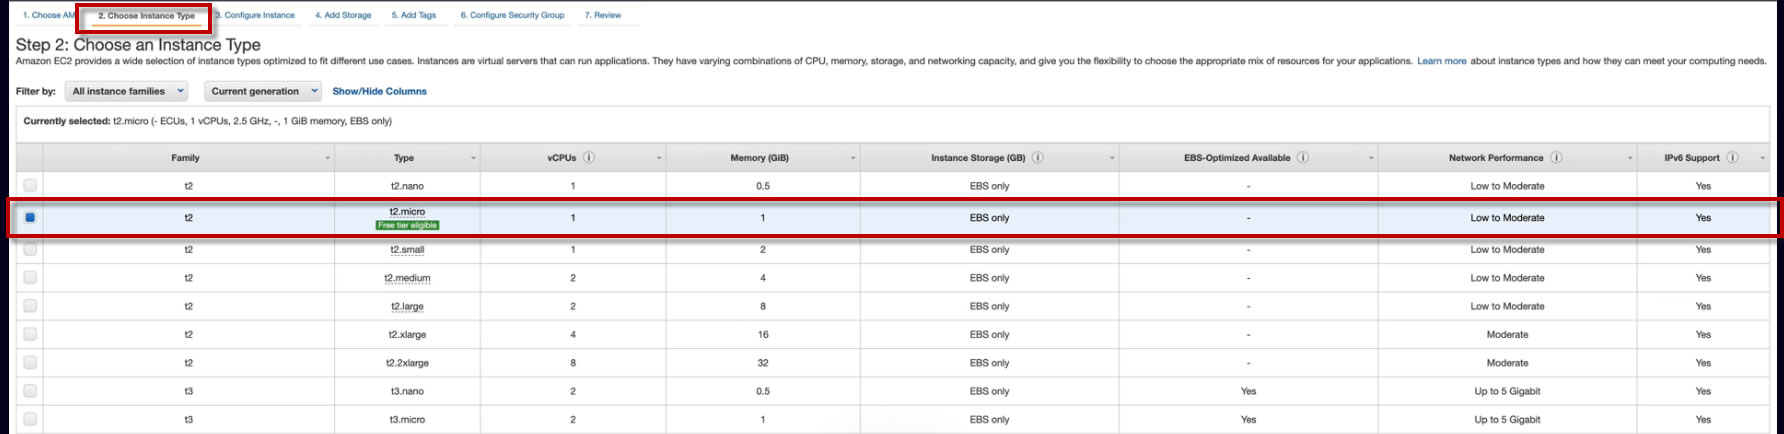 1. Choose AM 2. Choose Instance Type 3. Configure Instance 4. Add Storage 5. Add Tags 6. Configure Security Group 7. Review
Step 2: Choose an Instance Type
Amazon EC2 provides a wide selection of instance types optimized to fit different use cases. Instances are virtual servers that can run applications. They have varying combinations of CPU, memory, storage, and networking capacity, and give you the flexibility to choose the appropriate mix of resources for your applications. Learn more about instance types and how they can meet your computing needs.
Filter by: All instance families Current generation Show/Hide Columns
Currently selected: t2.micro (- ECUs, 1 vCPUs, 2.5 GHz, -, 1 GiB memory, EBS only)
Family Type vCPUs Memory (GiB) Instance Storage (GB) EBS-Optimized Available Network Performance IPv6 Support
t2 t2.nano 1 0.5 EBS only - Low to Moderate Yes
t2 t2.micro 1 1 EBS only - Low to Moderate Yes
Free tier eligible
t2 t2.small 1 2 EBS only - Low to Moderate Yes
t2 t2.medium 2 4 EBS only - Low to Moderate Yes
t2 t2.large 2 8 EBS only - Low to Moderate Yes
t2 t2.xlarge 4 16 EBS only - Moderate Yes
t2 t2.2xlarge 8 32 EBS only - Moderate Yes
t3 t3.nano 2 0.5 EBS only Yes Up to 5 Gigabit Yes
t3 t3.micro 2 1 EBS only Yes Up to 5 Gigabit Yes